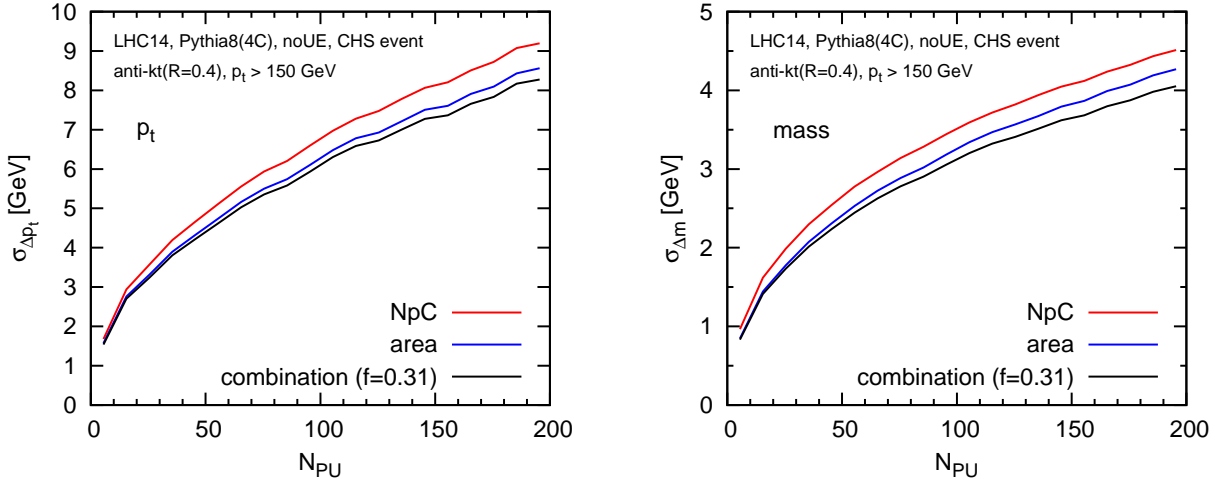 10
9
8
7
6
5
4
3
2
1
0
σΔpt [GeV]
LHC14, Pythia8(4C), noUE, CHS event
anti-kt(R=0.4), pt > 150 GeV
pt
NpC
area
combination (f=0.31)
0 50 100 150 200
NPU
5
4
3
2
1
0
σΔm [GeV]
LHC14, Pythia8(4C), noUE, CHS event
anti-kt(R=0.4), pt > 150 GeV
mass
NpC
area
combination (f=0.31)
0 50 100 150 200
NPU